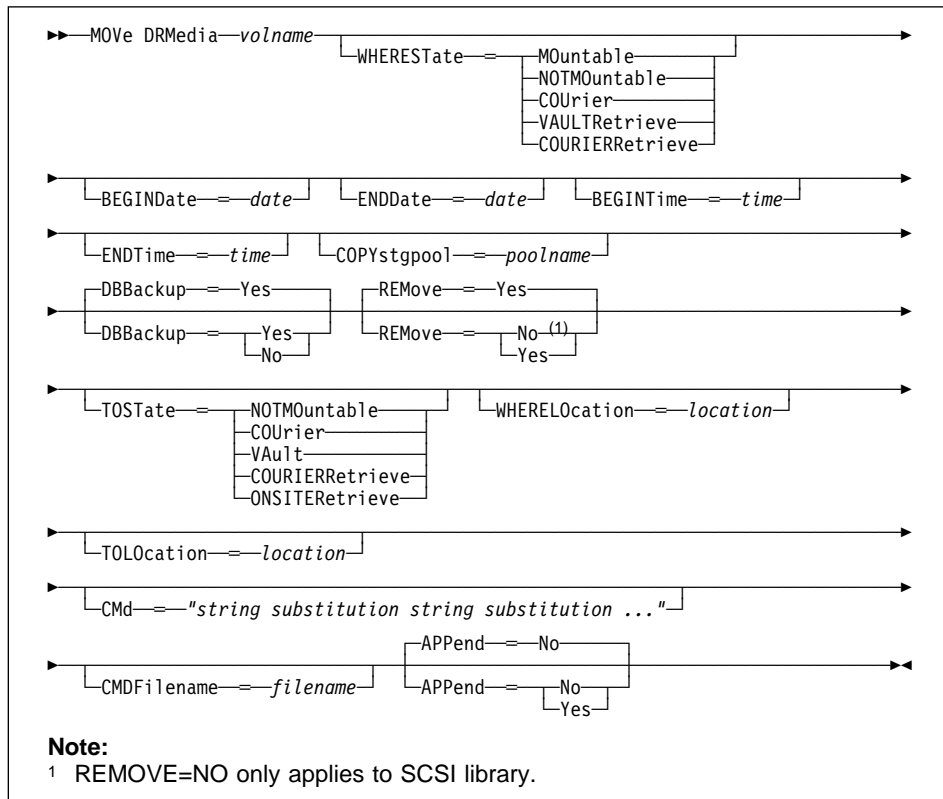 MOVe DRMedia volname
WHEREState = MOuntable
NOTMOuntable
COUrier
VAULTRetrieve
COURIERRetrieve
BEGINDate = date ENDDate = date BEGINTime = time
ENDTime = time COPYstgpool = poolname
DBBackup = Yes REMove = Yes
DBBackup = Yes REMove = No (1)
No Yes
TOSTate = NOTMOuntable WHERELOcation = location
COUrier
VAult
COURIERRetrieve
ONSITERetrieve
TOLOcation = location
CMd = "string substitution string substitution ..."
APPend = No
CMDFilename = filename APPend = No
Yes
Note:
1 REMOVE=NO only applies to SCSI library.